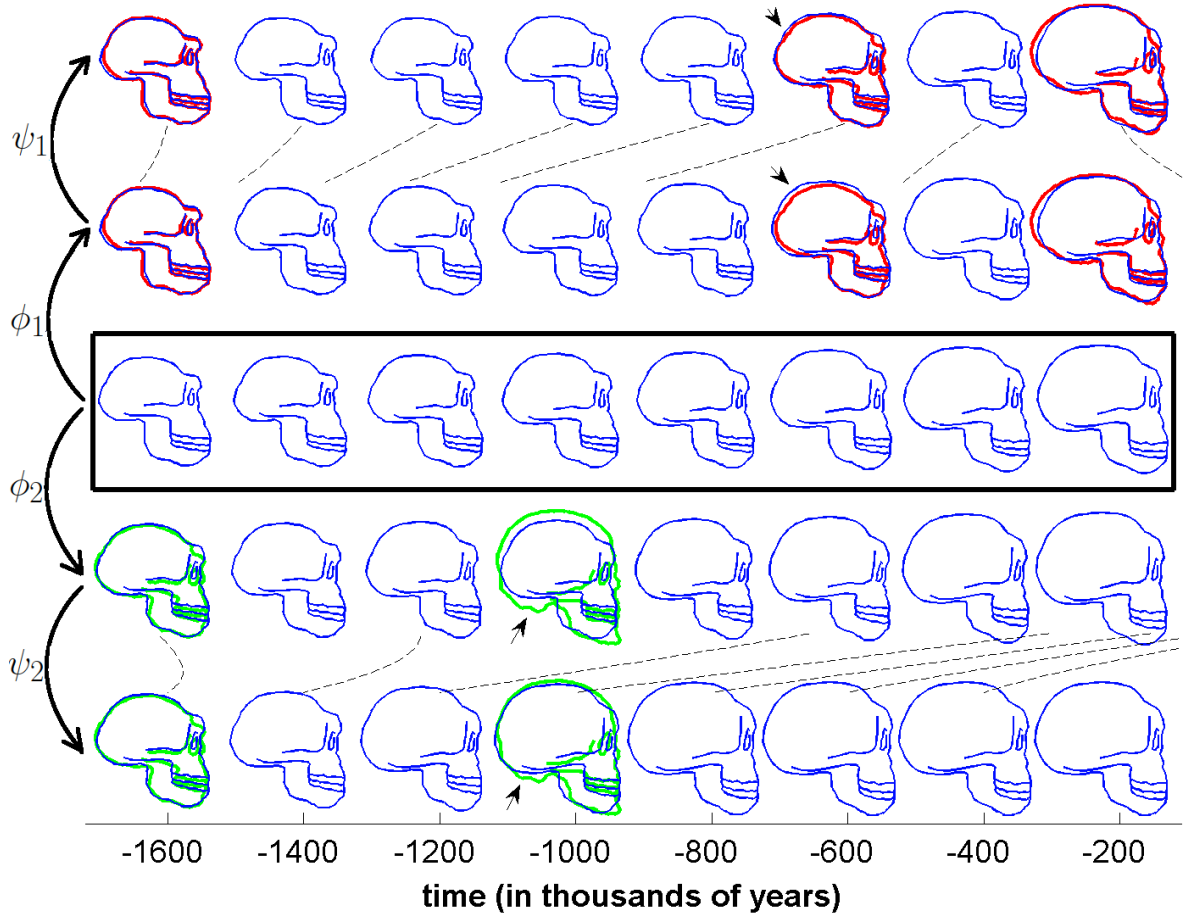 ψ₁
ϕ₁
ϕ₂
ψ₂
-1600 -1400 -1200 -1000 -800 -600 -400 -200
time (in thousands of years)